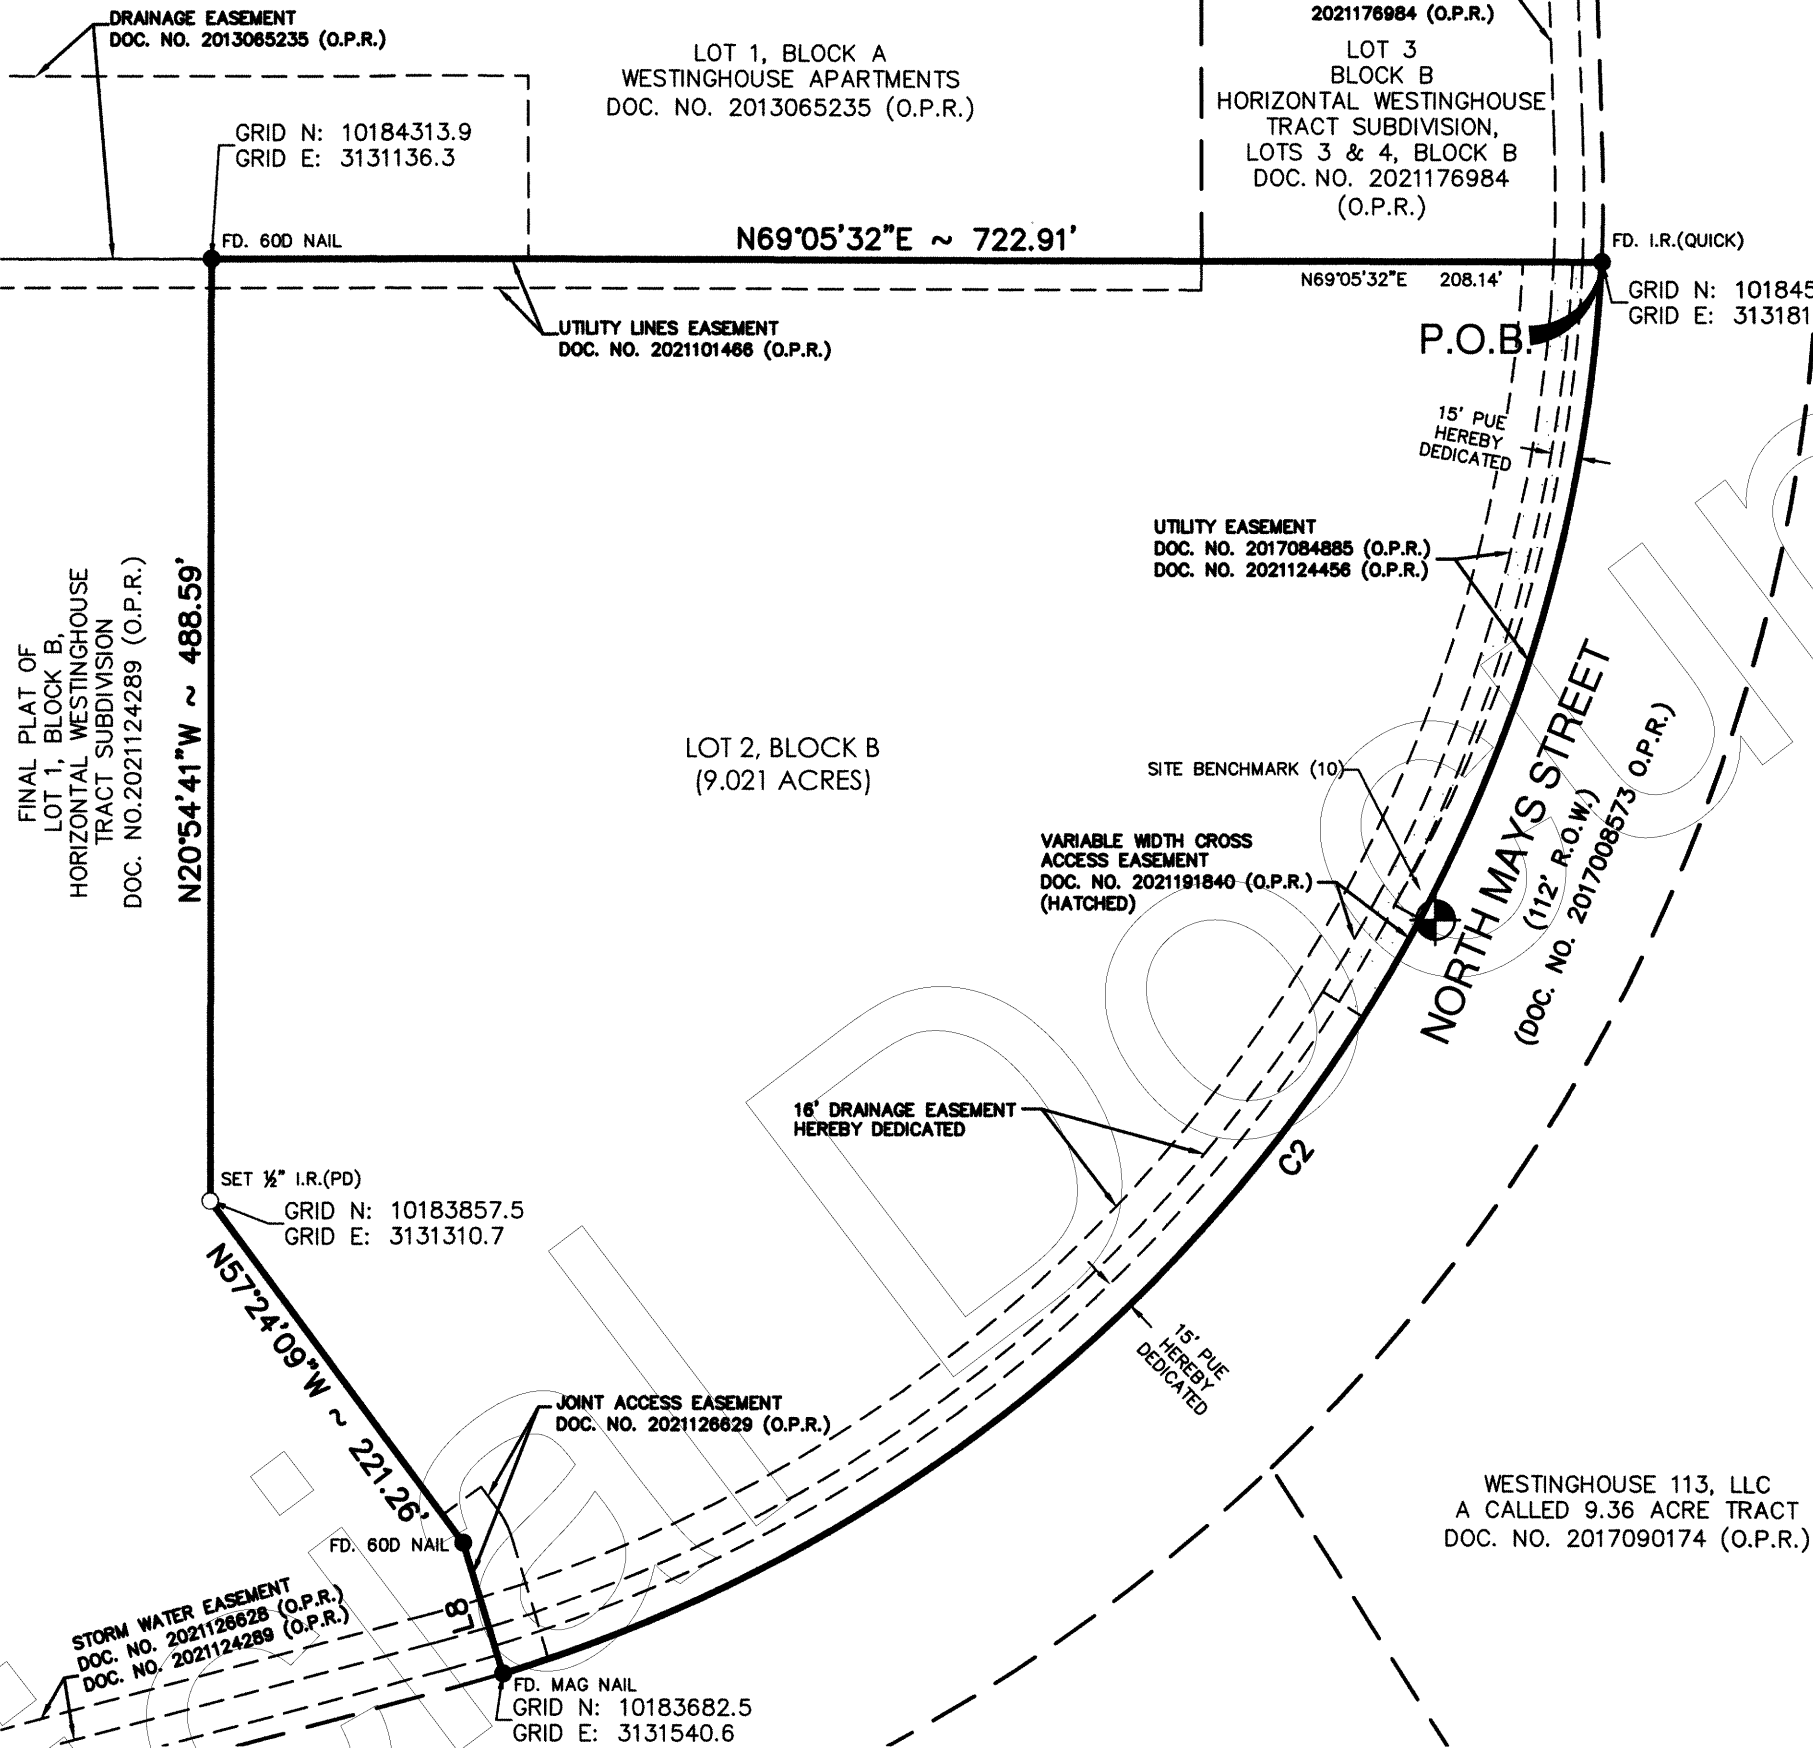 DRAINAGE EASEMENT
DOC. NO. 2013065235 (O.P.R.)
LOT 1, BLOCK A
WESTINGHOUSE APARTMENTS
DOC. NO. 2013065235 (O.P.R.)
2021176984 (O.P.R.)
LOT 3
BLOCK B
HORIZONTAL WESTINGHOUSE
TRACT SUBDIVISION,
LOTS 3 & 4, BLOCK B
DOC. NO. 2021176984
(O.P.R.)
GRID N: 10184313.9
GRID E: 3131136.3
FD. 60D NAIL
N69°05'32"E ~ 722.91'
FD. I.R.(QUICK)
N69°05'32"E 208.14'
GRID N: 101845
GRID E: 313181
P.O.B.
UTILITY LINES EASEMENT
DOC. NO. 2021101466 (O.P.R.)
15' PUE
HEREBY
DEDICATED
UTILITY EASEMENT
DOC. NO. 2017084885 (O.P.R.)
DOC. NO. 2021124456 (O.P.R.)
FINAL PLAT OF
LOT 1, BLOCK B,
HORIZONTAL WESTINGHOUSE
TRACT SUBDIVISION
DOC. NO.2021124289 (O.P.R.)
N20°54'41"W ~ 488.59'
LOT 2, BLOCK B
(9.021 ACRES)
SITE BENCHMARK (10)
NORTH MAYS STREET
(112' R.O.W.)
(DOC. NO. 2017008573 O.P.R.)
VARIABLE WIDTH CROSS
ACCESS EASEMENT
DOC. NO. 2021191840 (O.P.R.)
(HATCHED)
16' DRAINAGE EASEMENT
HEREBY DEDICATED
C2
SET ½" I.R.(PD)
GRID N: 10183857.5
GRID E: 3131310.7
N57°24'09"W ~ 221.26'
15' PUE
HEREBY
DEDICATED
JOINT ACCESS EASEMENT
DOC. NO. 2021126629 (O.P.R.)
WESTINGHOUSE 113, LLC
A CALLED 9.36 ACRE TRACT
DOC. NO. 2017090174 (O.P.R.)
FD. 60D NAIL
L8
STORM WATER EASEMENT
DOC. NO. 2021126628 (O.P.R.)
DOC. NO. 2021124289 (O.P.R.)
FD. MAG NAIL
GRID N: 10183682.5
GRID E: 3131540.6